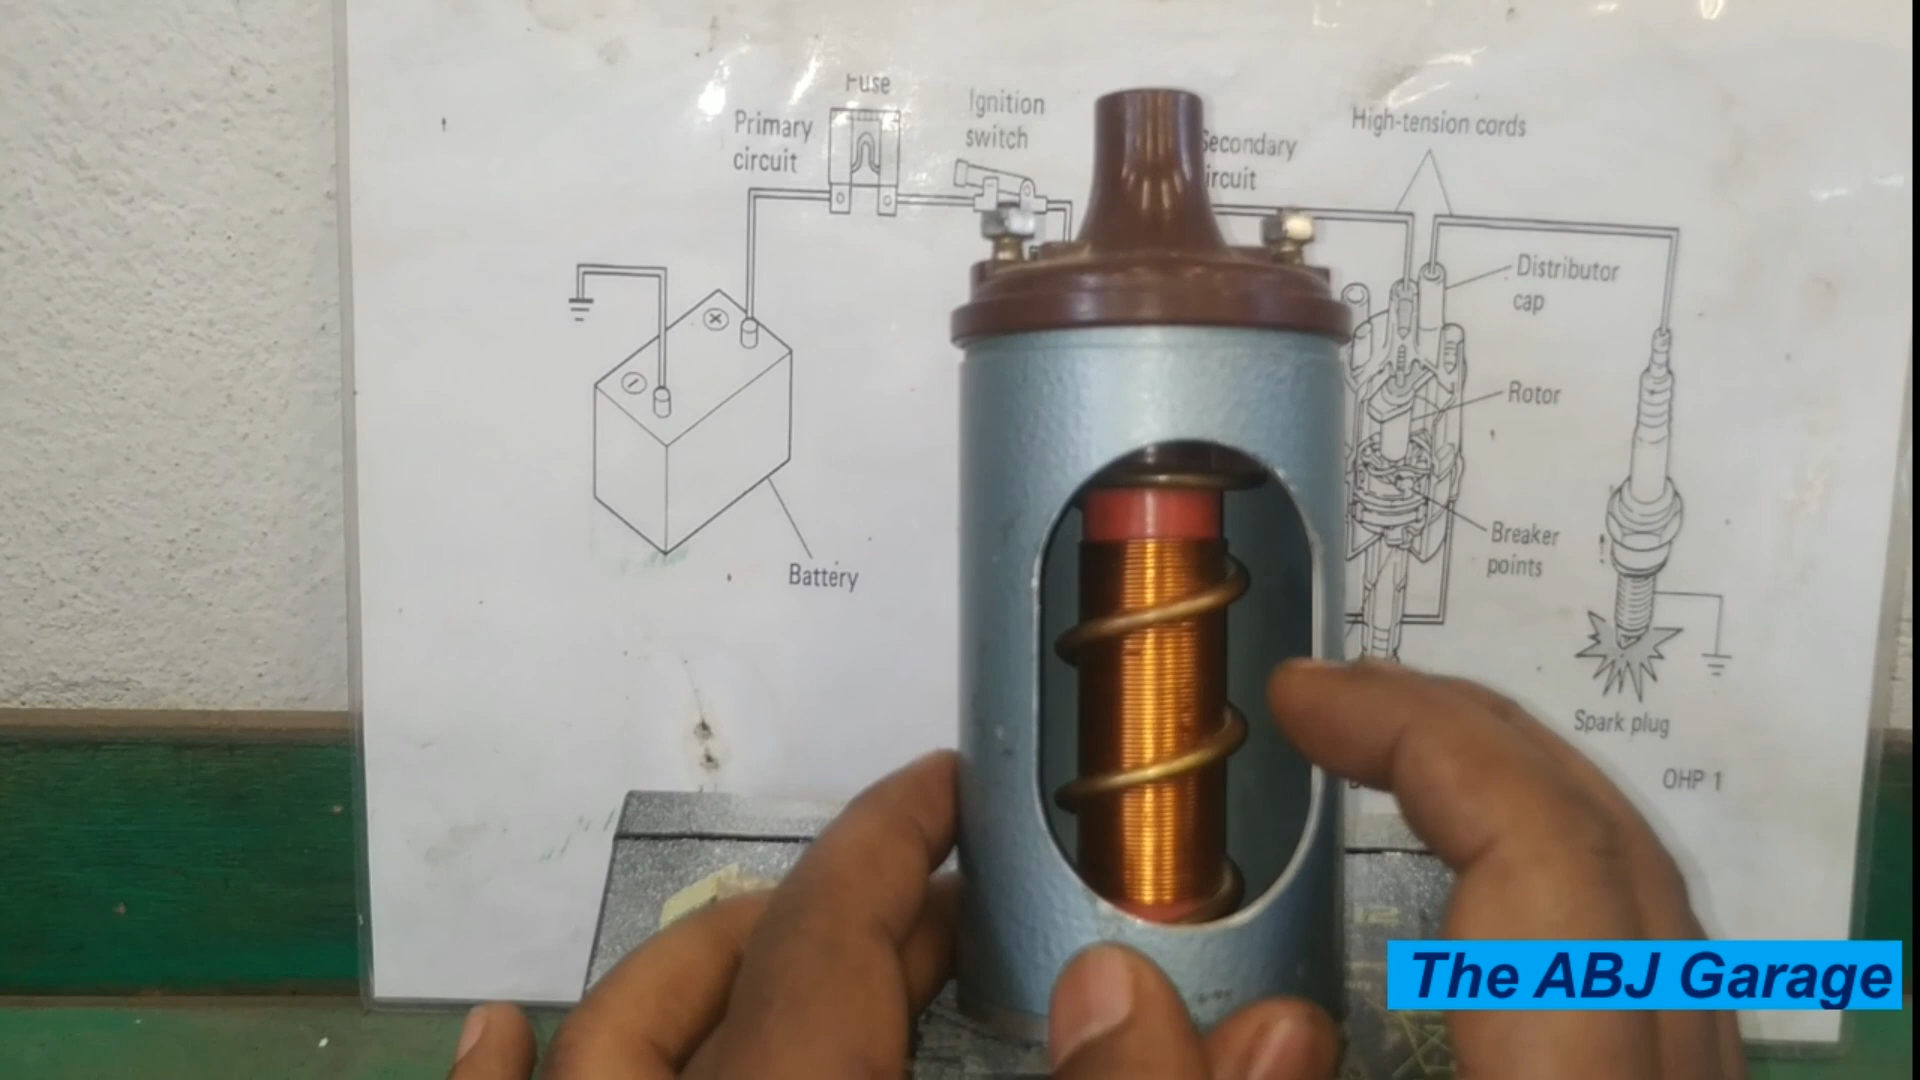 Fuse
Ignition
switch
Primary
circuit
Secondary
circuit
High-tension cords
Distributor
cap
Rotor
Breaker
points
Battery
Spark plug
OHP 1
The ABJ Garage